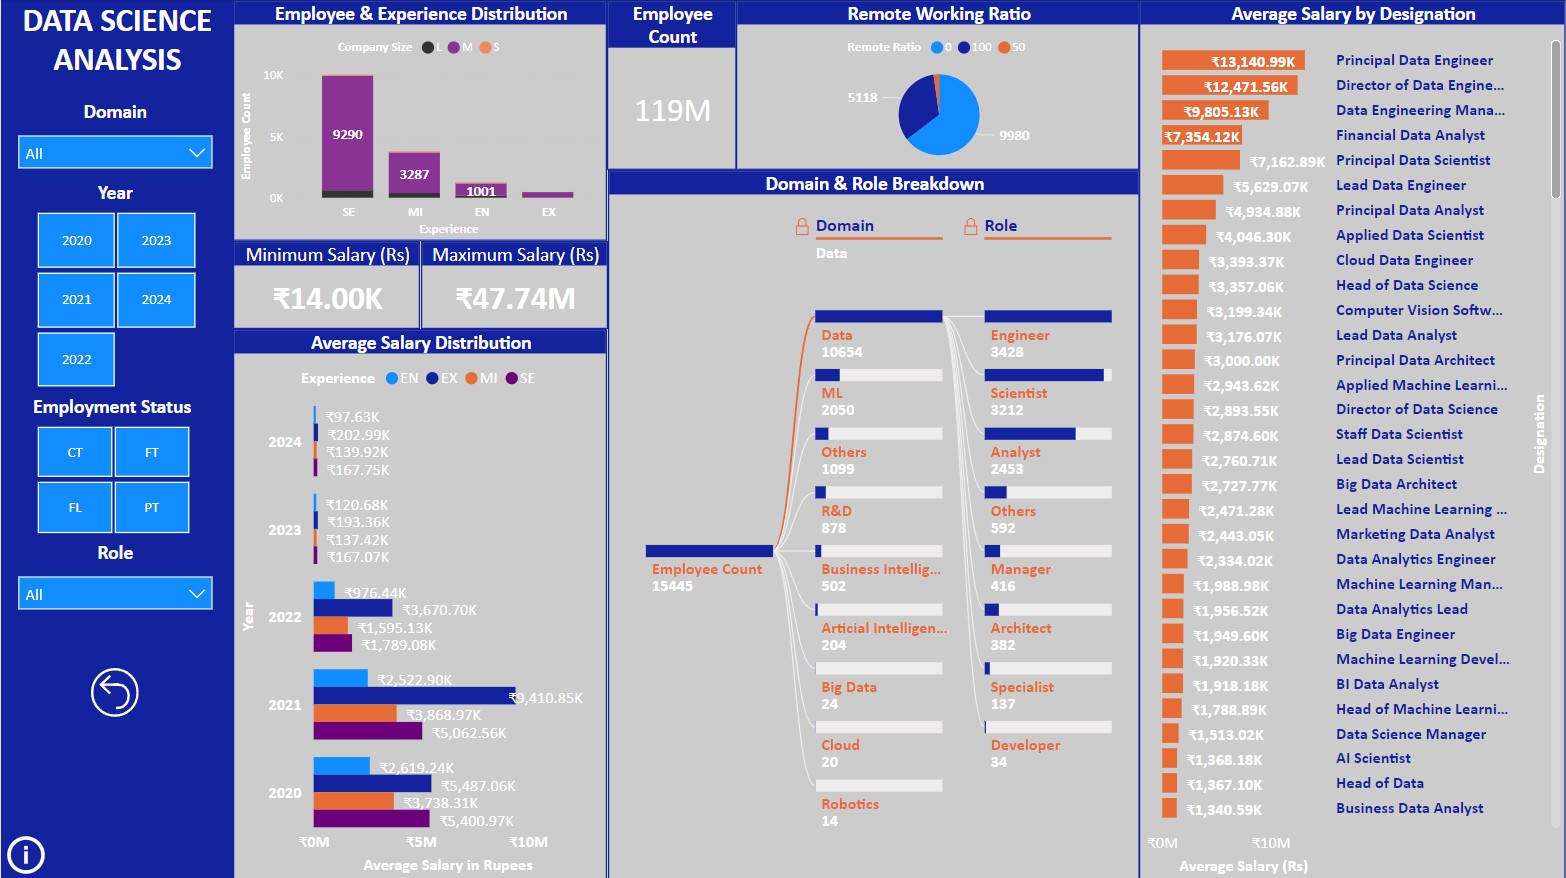 DATA SCIENCE
ANALYSIS
Domain
All
Year
2020
2023
2021
2024
2022
Employment Status
CT
FT
FL
PT
Role
All
i
Employee & Experience Distribution
Company Size L M S
Employee Count
10K
5K
0K
9290
3287
1001
SE
MI
EN
EX
Experience
Minimum Salary (Rs)
₹14.00K
Maximum Salary (Rs)
₹47.74M
Average Salary Distribution
Experience EN EX MI SE
Year
2024
₹97.63K
₹202.99K
₹139.92K
₹167.75K
2023
₹120.68K
₹193.36K
₹137.42K
₹167.07K
2022
₹976.44K
₹3,670.70K
₹1,595.13K
₹1,789.08K
2021
₹2,522.90K
₹9,410.85K
₹3,868.97K
₹5,062.56K
2020
₹2,619.24K
₹5,487.06K
₹3,738.31K
₹5,400.97K
₹0M
₹5M
₹10M
Average Salary in Rupees
Employee
Count
119M
Remote Working Ratio
Remote Ratio 0 100 50
5118
9980
Domain & Role Breakdown
Domain
Data
Role
Employee Count
15445
Data
10654
ML
2050
Others
1099
R&D
878
Business Intellig...
502
Articial Intelligen...
204
Big Data
24
Cloud
20
Robotics
14
Engineer
3428
Scientist
3212
Analyst
2453
Others
592
Manager
416
Architect
382
Specialist
137
Developer
34
Average Salary by Designation
₹13,140.99K Principal Data Engineer
₹12,471.56K Director of Data Engine...
₹9,805.13K Data Engineering Mana...
₹7,354.12K Financial Data Analyst
₹7,162.89K Principal Data Scientist
₹5,629.07K Lead Data Engineer
₹4,934.88K Principal Data Analyst
₹4,046.30K Applied Data Scientist
₹3,393.37K Cloud Data Engineer
₹3,357.06K Head of Data Science
₹3,199.34K Computer Vision Softw...
₹3,176.07K Lead Data Analyst
₹3,000.00K Principal Data Architect
₹2,943.62K Applied Machine Learni...
₹2,893.55K Director of Data Science
₹2,874.60K Staff Data Scientist
₹2,760.71K Lead Data Scientist
₹2,727.77K Big Data Architect
₹2,471.28K Lead Machine Learning ...
₹2,443.05K Marketing Data Analyst
₹2,334.02K Data Analytics Engineer
₹1,988.98K Machine Learning Man...
₹1,956.52K Data Analytics Lead
₹1,949.60K Big Data Engineer
₹1,920.33K Machine Learning Devel...
₹1,918.18K BI Data Analyst
₹1,788.89K Head of Machine Learni...
₹1,513.02K Data Science Manager
₹1,368.18K AI Scientist
₹1,367.10K Head of Data
₹1,340.59K Business Data Analyst
Designation
₹0M
₹10M
Average Salary (Rs)